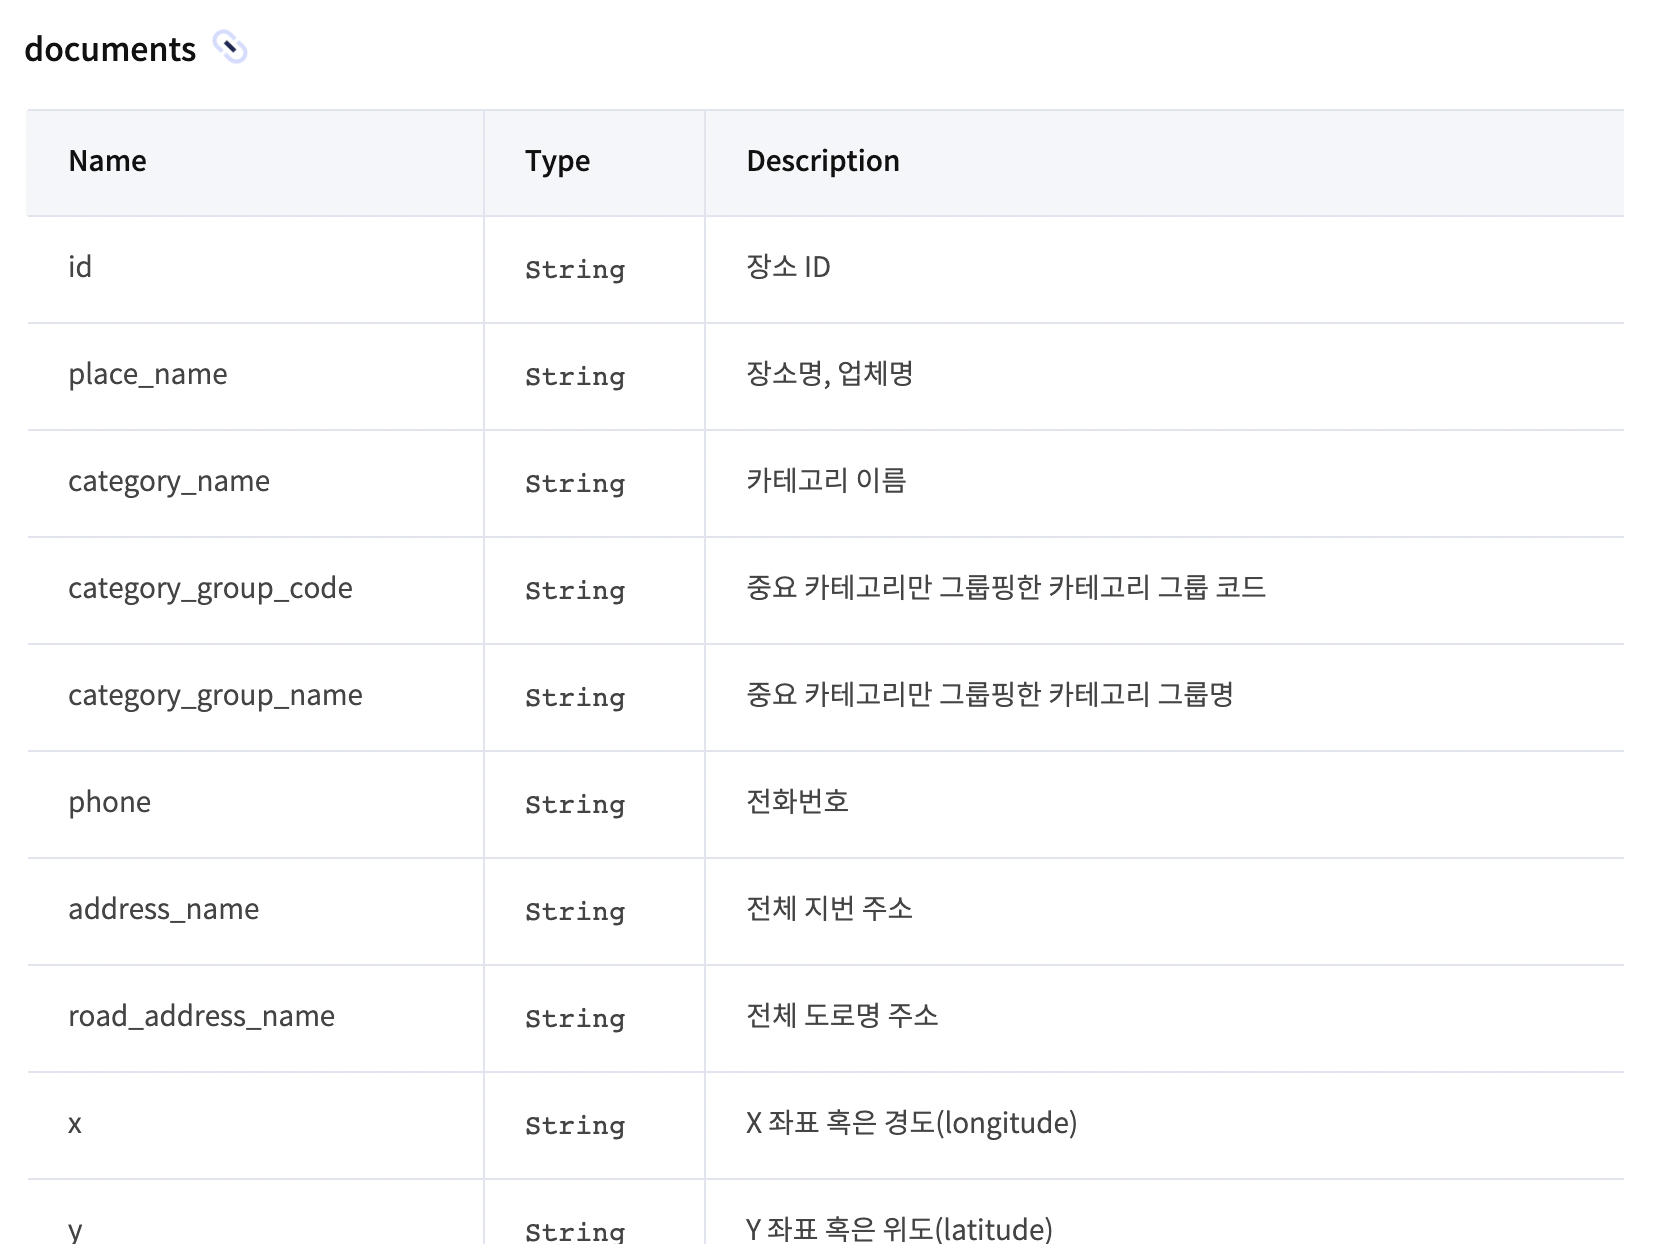 documents
Name Type Description
id String 장소 ID
place_name String 장소명, 업체명
category_name String 카테고리 이름
category_group_code String 중요 카테고리만 그룹핑한 카테고리 그룹 코드
category_group_name String 중요 카테고리만 그룹핑한 카테고리 그룹명
phone String 전화번호
address_name String 전체 지번 주소
road_address_name String 전체 도로명 주소
x String X 좌표 혹은 경도(longitude)
y String Y 좌표 혹은 위도(latitude)